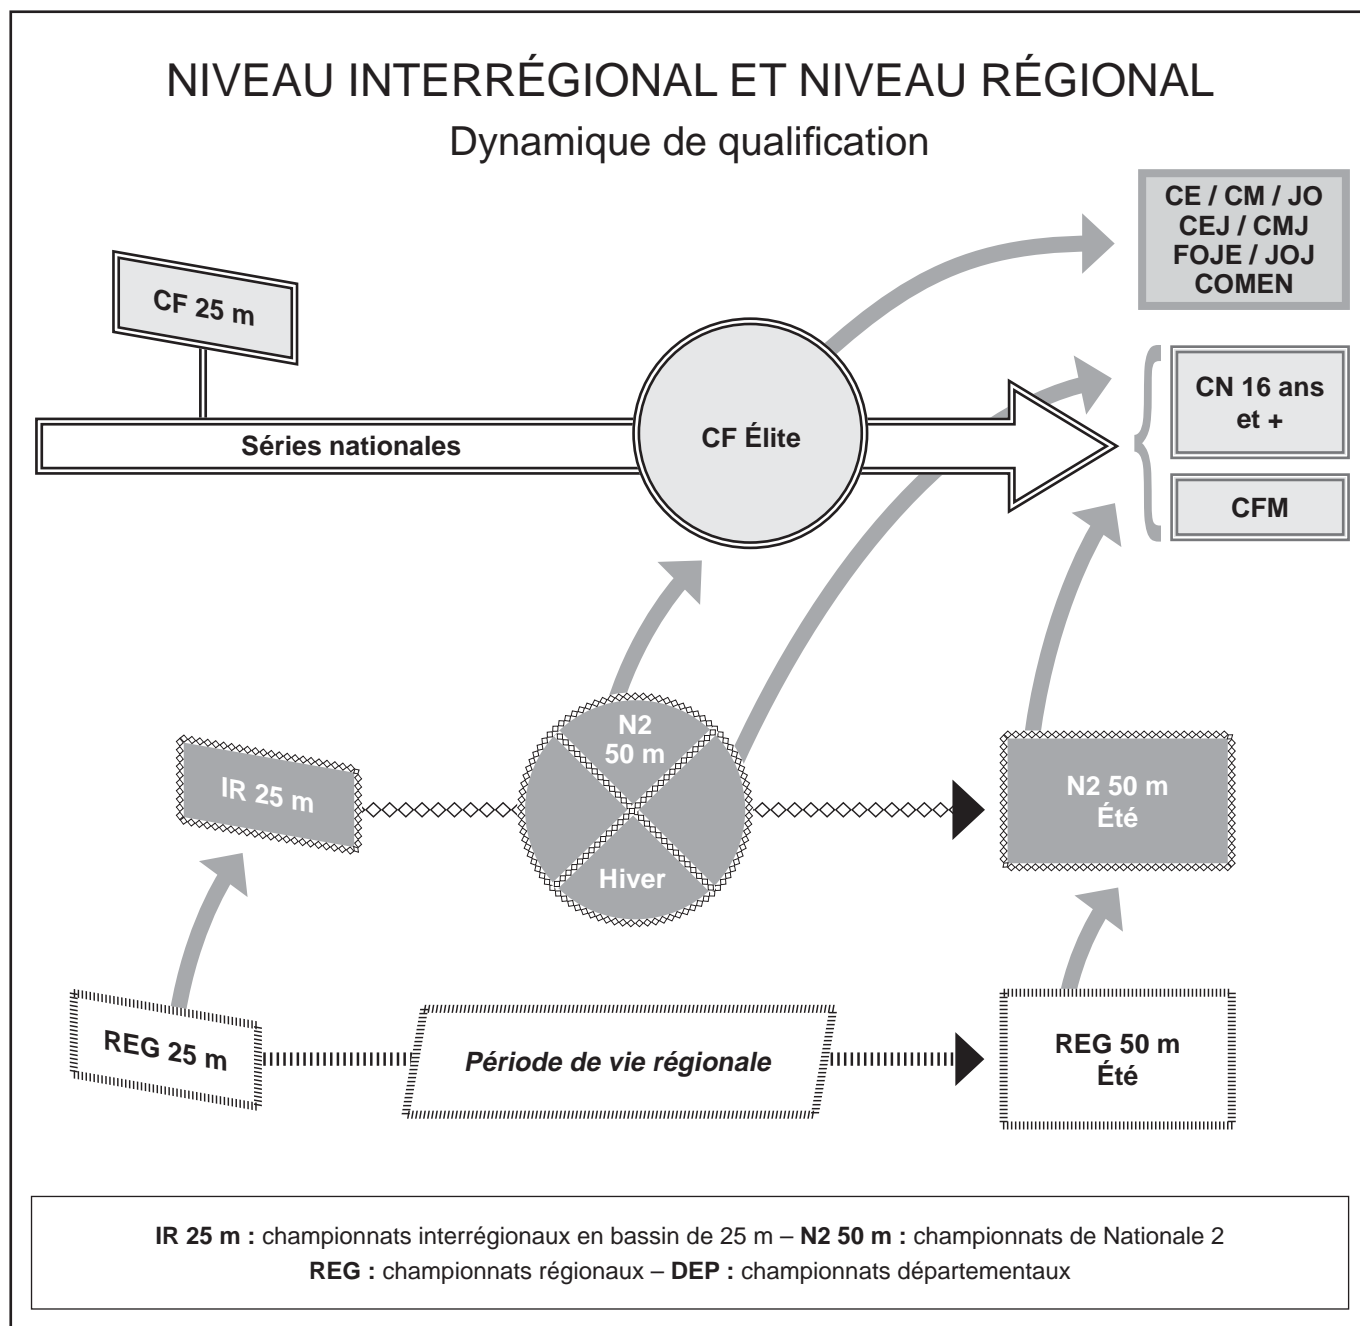 NIVEAU INTERRÉGIONAL ET NIVEAU RÉGIONAL
Dynamique de qualification
CE / CM / JO
CEJ / CMJ
FOJE / JOJ
COMEN
CF 25 m
CN 16 ans
et +
Séries nationales
CF Élite
CFM
N2
50 m
Hiver
IR 25 m
N2 50 m
Été
REG 25 m
Période de vie régionale
REG 50 m
Été
IR 25 m : championnats interrégionaux en bassin de 25 m – N2 50 m : championnats de Nationale 2
REG : championnats régionaux – DEP : championnats départementaux